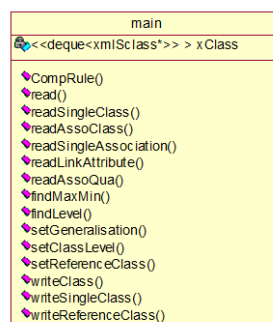 main
<<deque<xmlSclass*>> > xClass
CompRule()
read()
readSingleClass()
readAssoClass()
readSingleAssociation()
readLinkAttribute()
readAssoQua()
findMaxMin()
findLevel()
setGeneralisation()
setClassLevel()
setReferenceClass()
writeClass()
writeSingleClass()
writeReferenceClass()